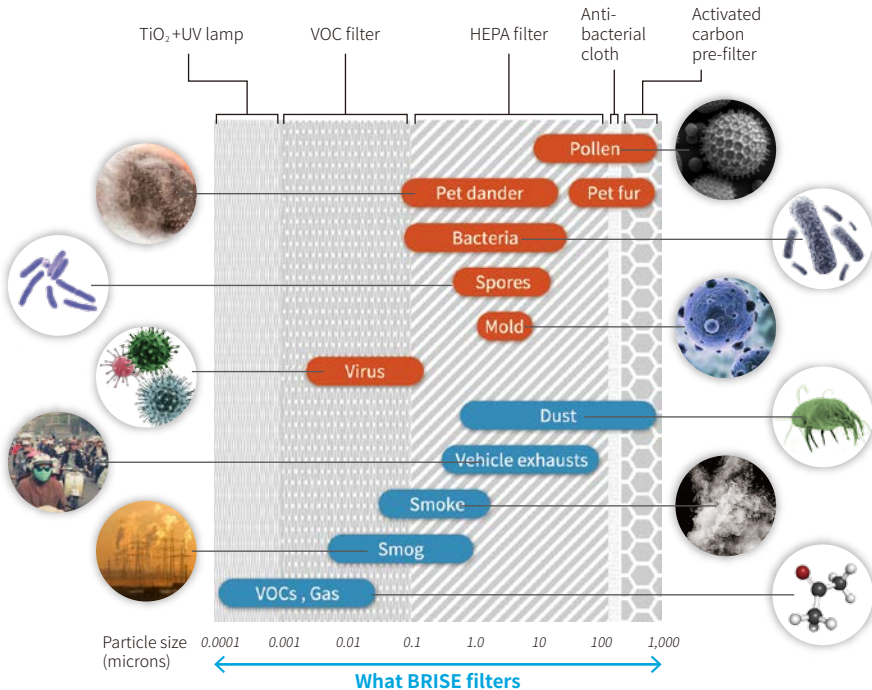 TiO₂ +UV lamp
VOC filter
HEPA filter
Anti-
bacterial
cloth
Activated
carbon
pre-filter
Pollen
Pet dander
Pet fur
Bacteria
Spores
Mold
Virus
Dust
Vehicle exhausts
Smoke
Smog
VOCs , Gas
Particle size
(microns)
0.0001 0.001 0.01 0.1 1.0 10 100 1,000
What BRISE filters